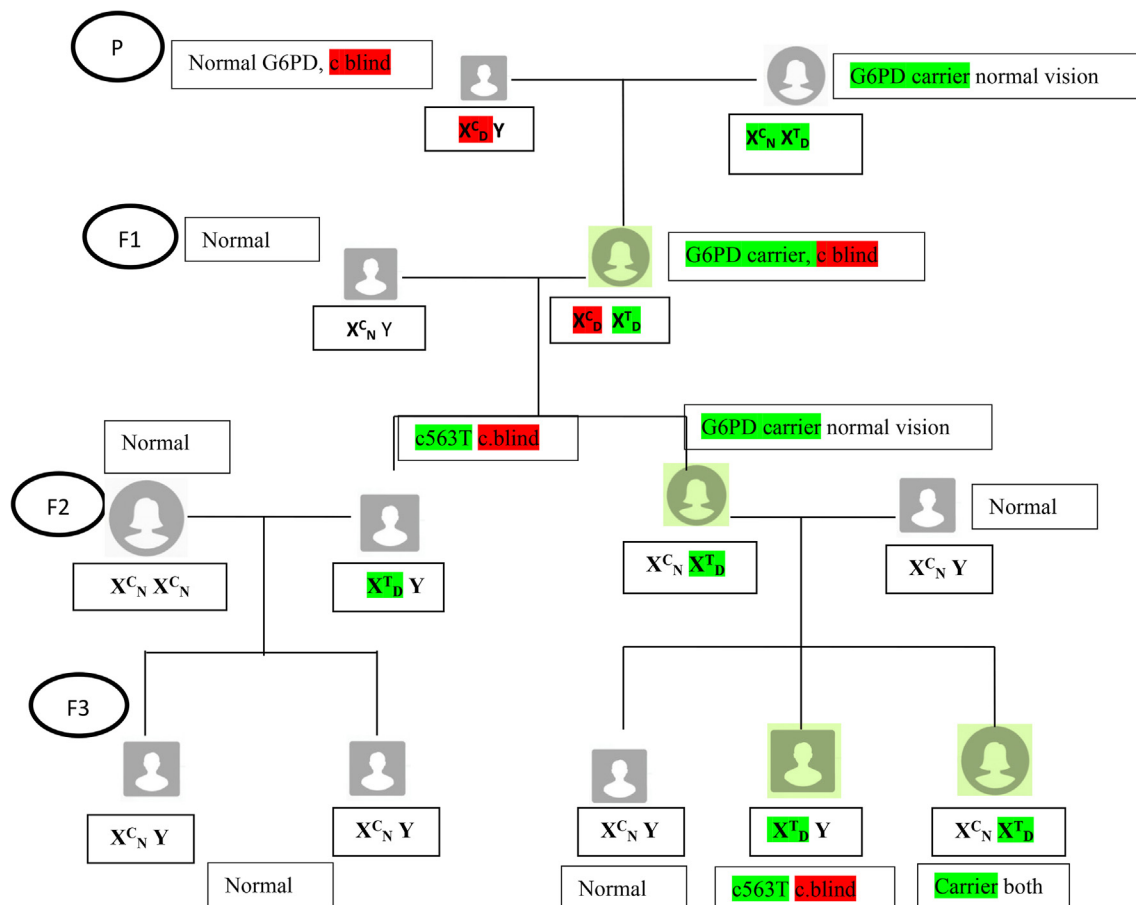 P
Normal G6PD, c blind
G6PD carrier normal vision
XᶜD Y
XᶜN XᵀD
F1
Normal
G6PD carrier, c blind
XᶜN Y
XᶜD XᵀD
c563T c.blind
G6PD carrier normal vision
Normal
F2
Normal
XᶜN XᶜN
XᵀD Y
XᶜN XᵀD
XᶜN Y
F3
XᶜN Y
XᶜN Y
XᶜN Y
XᵀD Y
XᶜN XᵀD
Normal
Normal
c563T c.blind
Carrier both